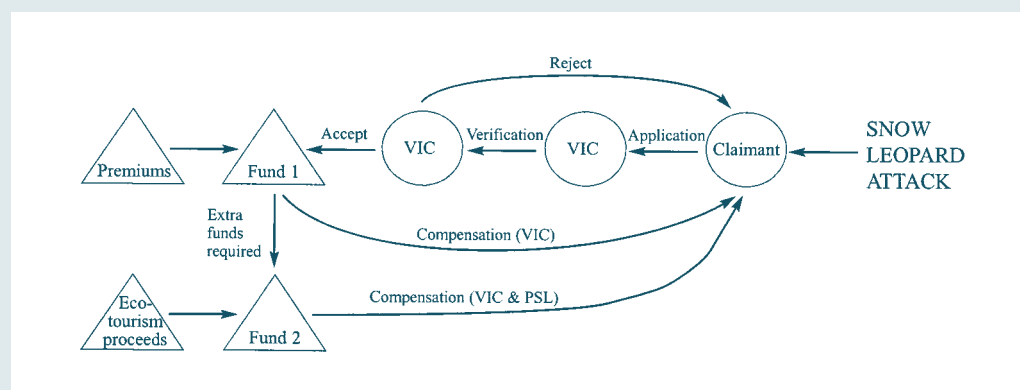 Reject
Premiums
Fund 1
Accept
VIC
Verification
VIC
Application
Claimant
SNOW
LEOPARD
ATTACK
Extra
funds
required
Compensation (VIC)
Eco-
tourism
proceeds
Fund 2
Compensation (VIC & PSL)